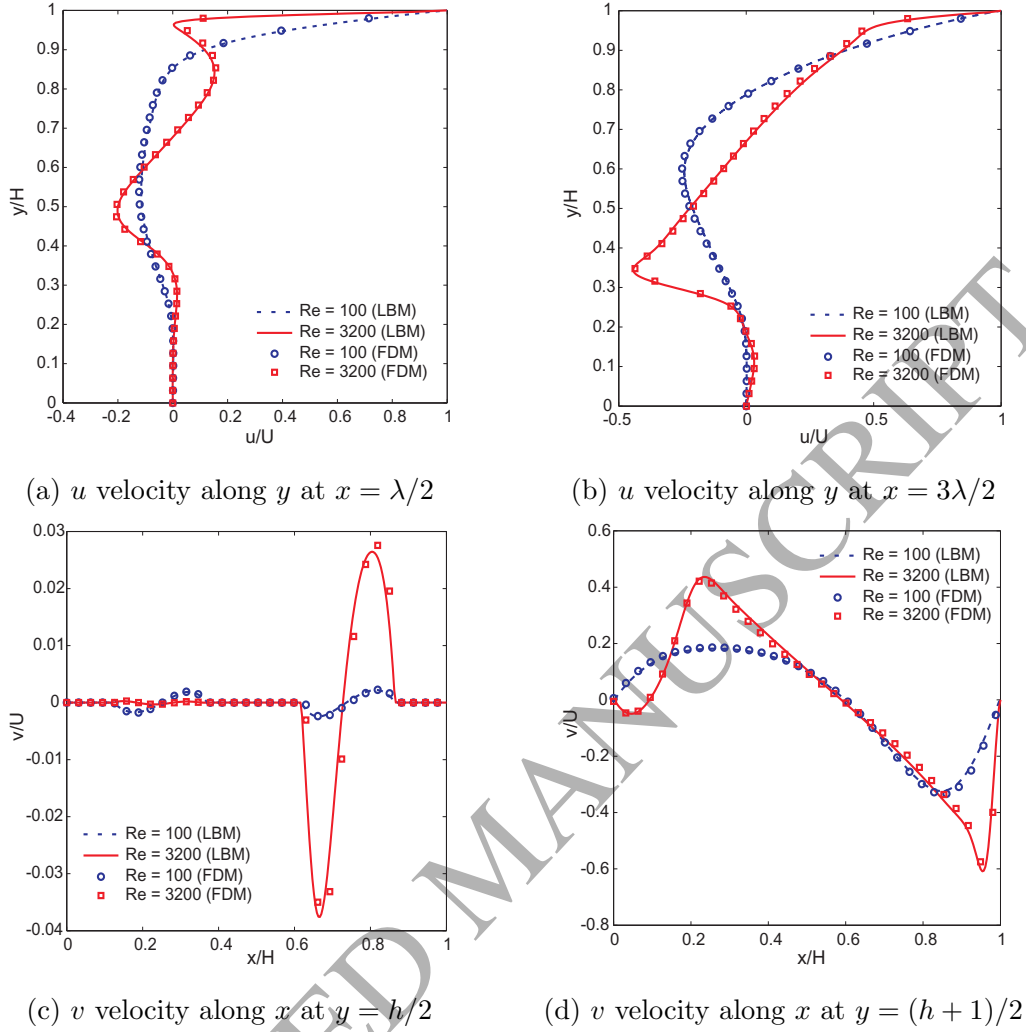 1
0.9
0.8
0.7
0.6
0.5
0.4
0.3
0.2
0.1
0
y/H
-0.4 -0.2 0 0.2 0.4 0.6 0.8 1
u/U
Re = 100 (LBM)
Re = 3200 (LBM)
Re = 100 (FDM)
Re = 3200 (FDM)
(a) u velocity along y at x = λ/2
1
0.9
0.8
0.7
0.6
0.5
0.4
0.3
0.2
0.1
0
y/H
-0.5 0 0.5 1
u/U
Re = 100 (LBM)
Re = 3200 (LBM)
Re = 100 (FDM)
Re = 3200 (FDM)
(b) u velocity along y at x = 3λ/2
0.03
0.02
0.01
0
-0.01
-0.02
-0.03
-0.04
v/U
0 0.2 0.4 0.6 0.8 1
x/H
Re = 100 (LBM)
Re = 3200 (LBM)
Re = 100 (FDM)
Re = 3200 (FDM)
(c) v velocity along x at y = h/2
0.6
0.4
0.2
0
-0.2
-0.4
-0.6
-0.8
v/U
0 0.2 0.4 0.6 0.8 1
x/H
Re = 100 (LBM)
Re = 3200 (LBM)
Re = 100 (FDM)
Re = 3200 (FDM)
(d) v velocity along x at y = (h + 1)/2
ED MANUSCRIPT